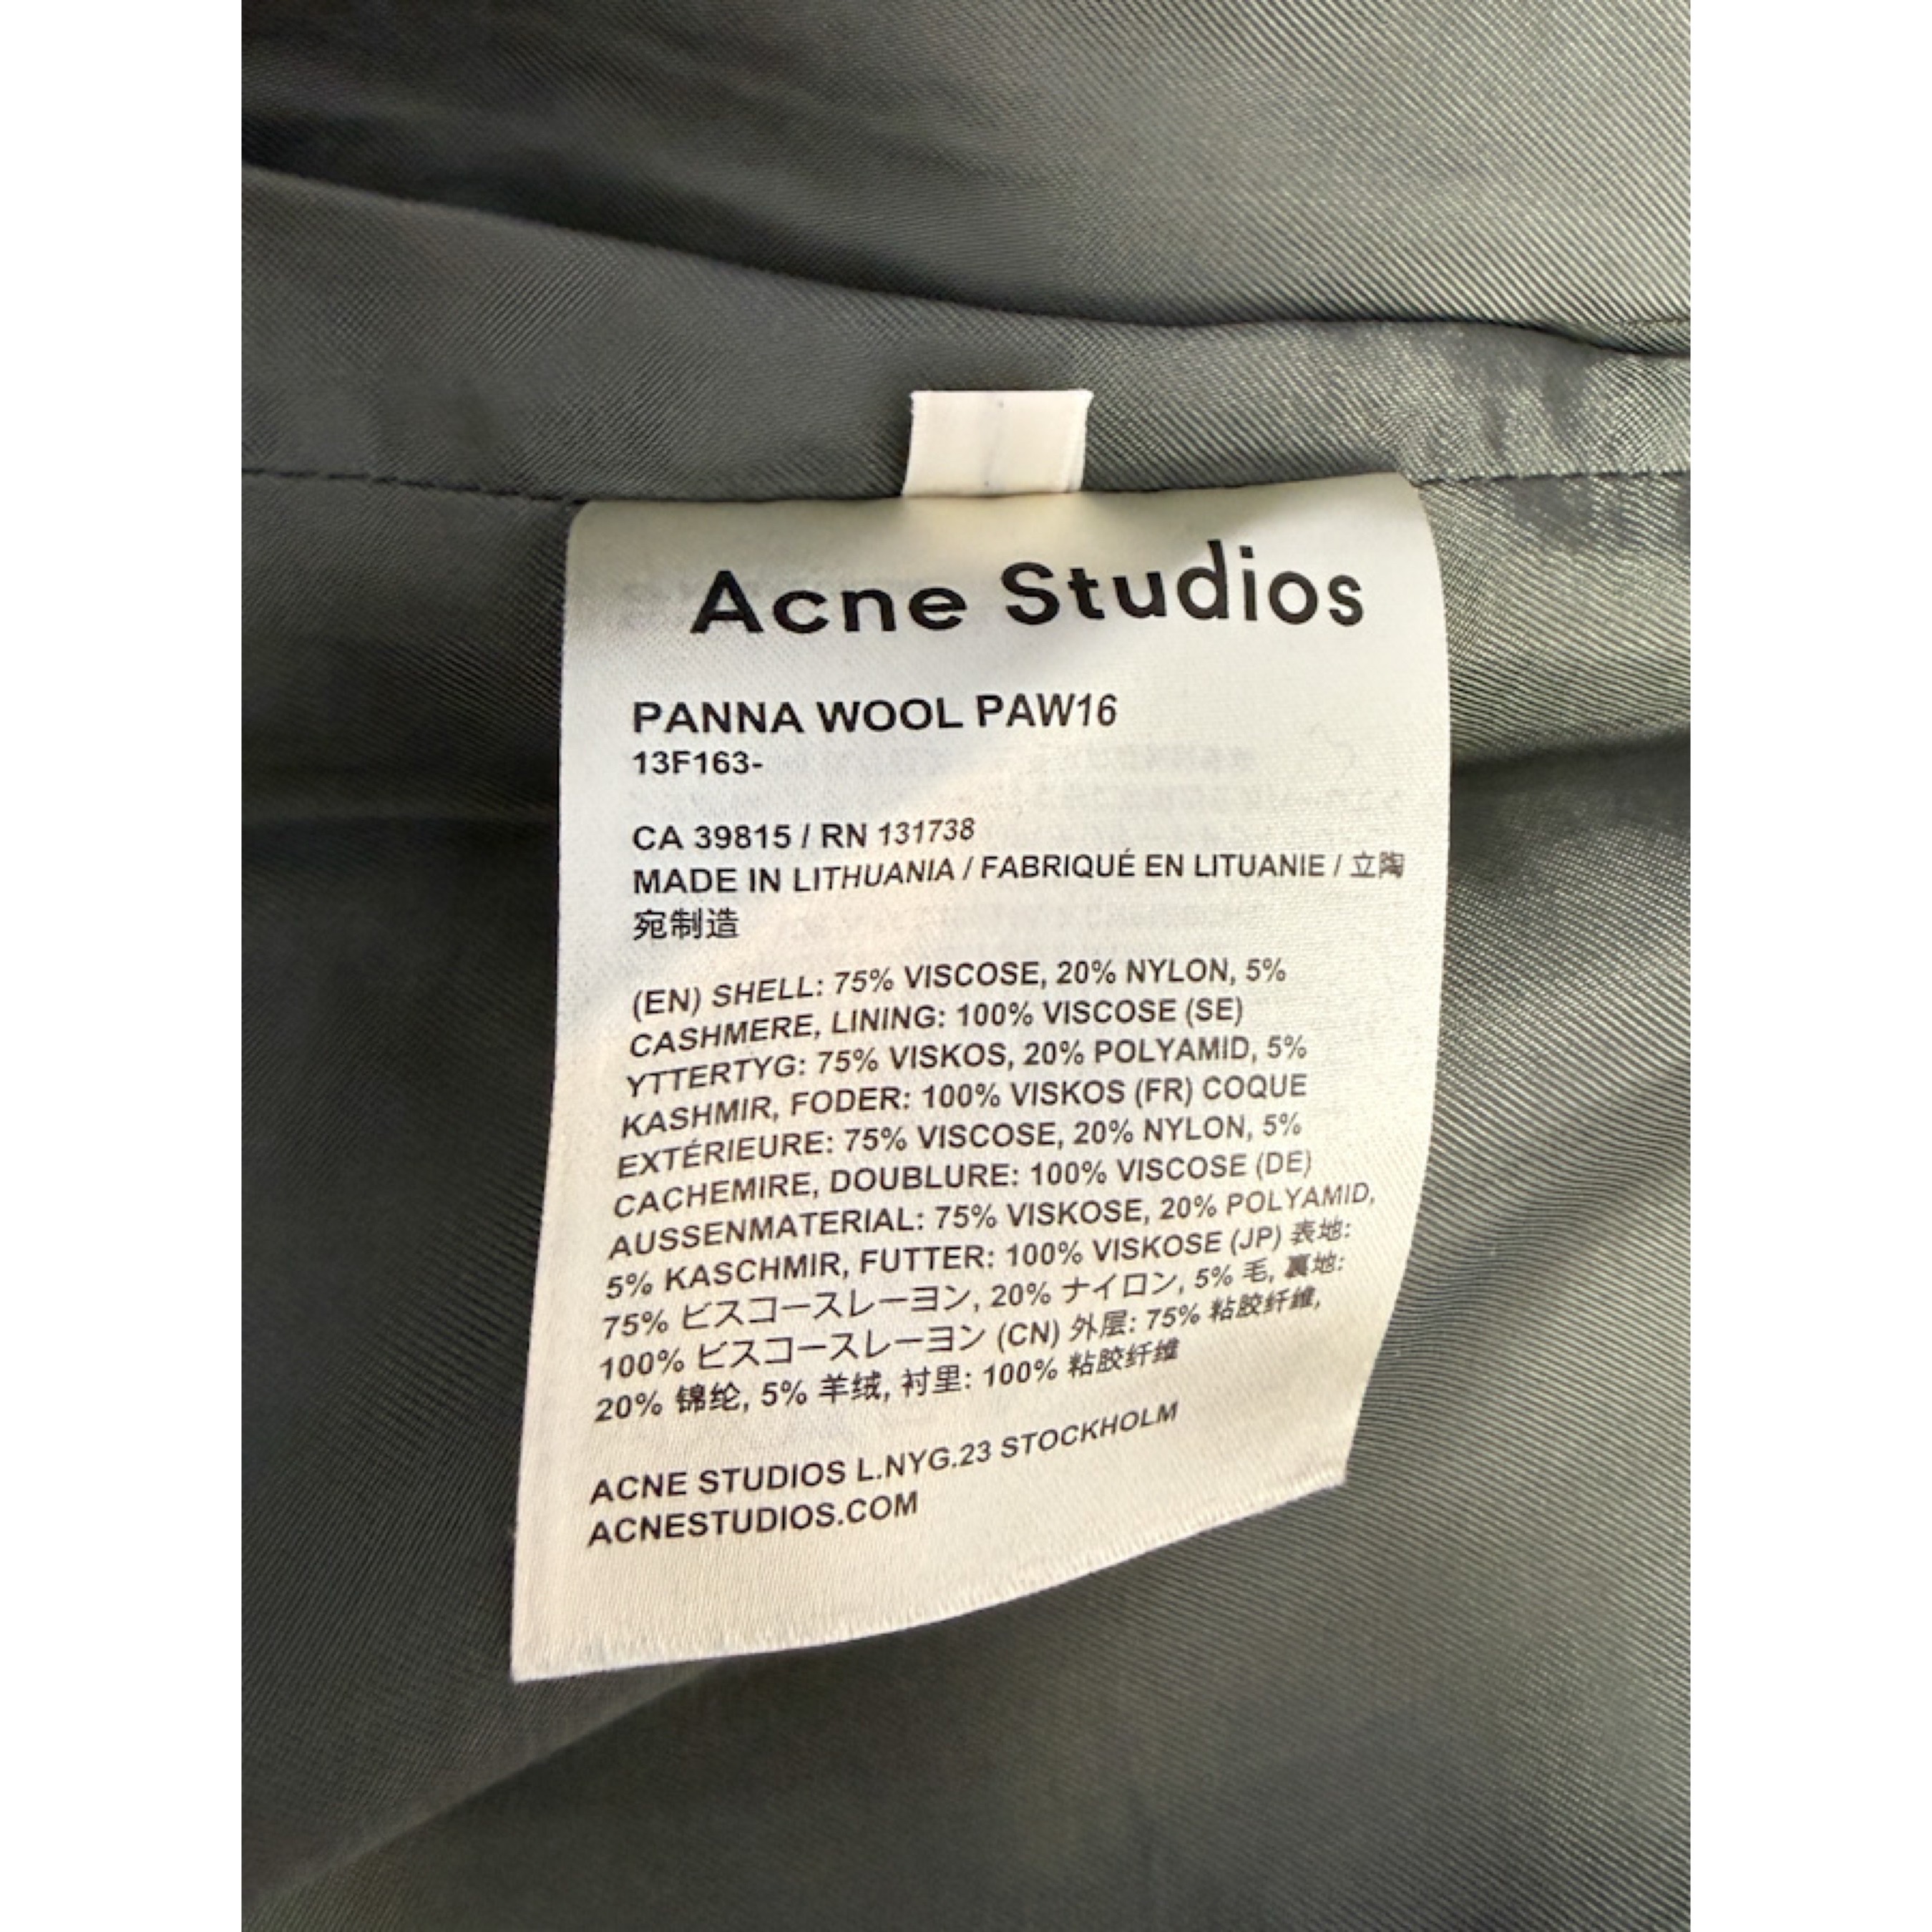 Acne Studios
PANNA WOOL PAW16
13F163-
CA 39815 / RN 131738
MADE IN LITHUANIA / FABRIQUÉ EN LITUANIE / 立陶
宛制造
(EN) SHELL: 75% VISCOSE, 20% NYLON, 5%
CASHMERE, LINING: 100% VISCOSE (SE)
YTTERTYG: 75% VISKOS, 20% POLYAMID, 5%
KASHMIR, FODER: 100% VISKOS (FR) COQUE
EXTÉRIEURE: 75% VISCOSE, 20% NYLON, 5%
CACHEMIRE, DOUBLURE: 100% VISCOSE (DE)
AUSSENMATERIAL: 75% VISKOSE, 20% POLYAMID,
5% KASCHMIR, FUTTER: 100% VISKOSE (JP) 表地:
75% ビスコースレーヨン, 20% ナイロン, 5% 毛, 裏地:
100% ビスコースレーヨン (CN) 外层: 75% 粘胶纤维,
20% 锦纶, 5% 羊绒, 衬里: 100% 粘胶纤维
ACNE STUDIOS L.NYG.23 STOCKHOLM
ACNESTUDIOS.COM